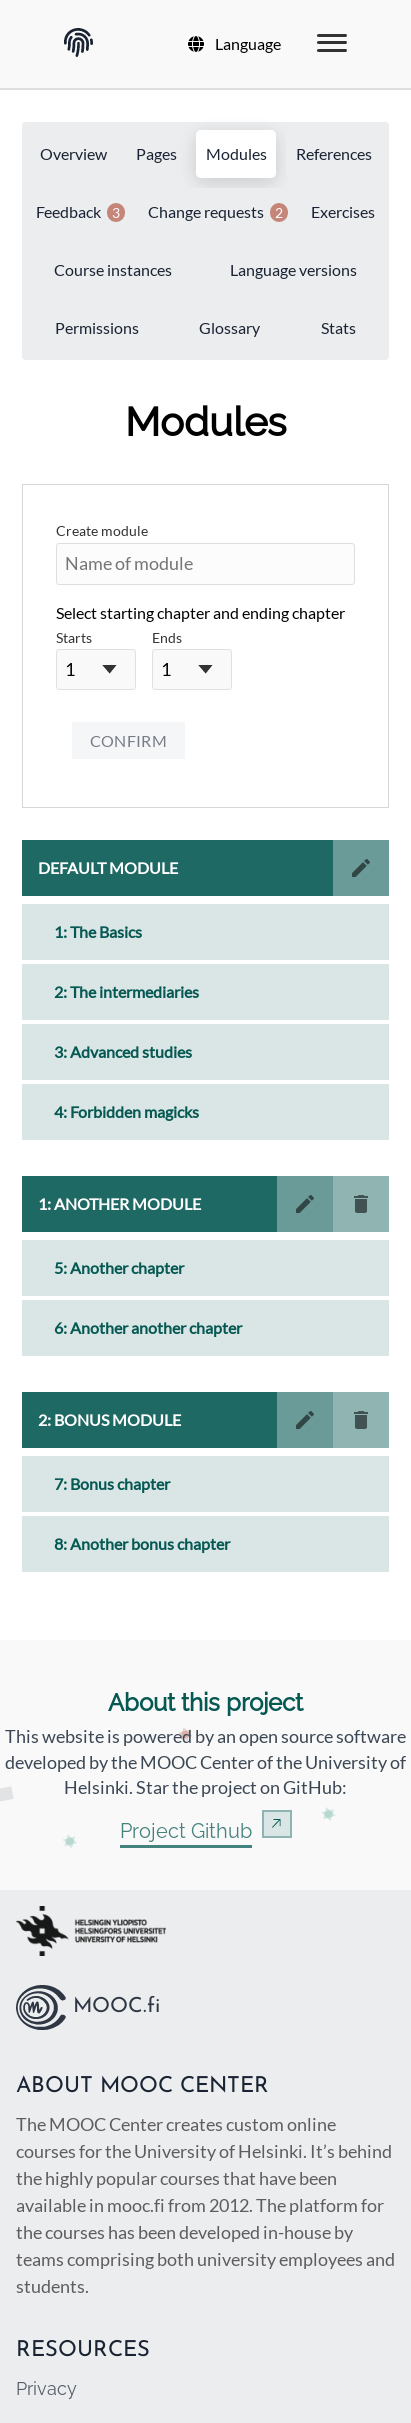 Language
Overview Pages Modules References
Feedback 3 Change requests 2 Exercises
Course instances Language versions
Permissions Glossary Stats
Modules
Create module
Name of module
Select starting chapter and ending chapter
Starts Ends
1 1
CONFIRM
DEFAULT MODULE
1: The Basics
2: The intermediaries
3: Advanced studies
4: Forbidden magicks
1: ANOTHER MODULE
5: Another chapter
6: Another another chapter
2: BONUS MODULE
7: Bonus chapter
8: Another bonus chapter
About this project
This website is powered by an open source software
developed by the MOOC Center of the University of
Helsinki. Star the project on GitHub:
Project Github
HELSINGIN YLIOPISTO
HELSINGFORS UNIVERSITET
UNIVERSITY OF HELSINKI
MOOC.fi
ABOUT MOOC CENTER
The MOOC Center creates custom online
courses for the University of Helsinki. It’s behind
the highly popular courses that have been
available in mooc.fi from 2012. The platform for
the courses has been developed in-house by
teams comprising both university employees and
students.
RESOURCES
Privacy